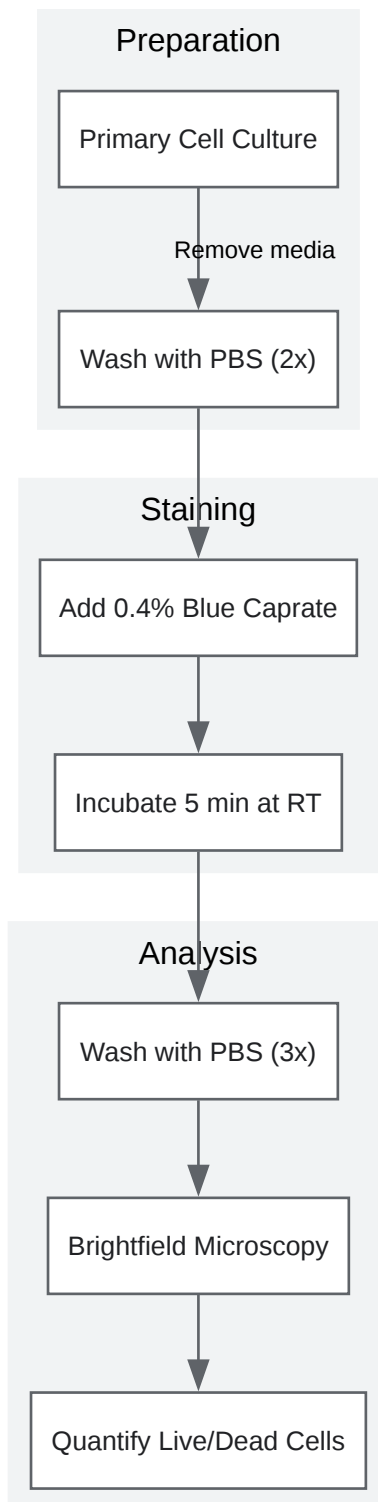 Preparation
Primary Cell Culture
Remove media
Wash with PBS (2x)
Staining
Add 0.4% Blue Caprate
Incubate 5 min at RT
Analysis
Wash with PBS (3x)
Brightfield Microscopy
Quantify Live/Dead Cells